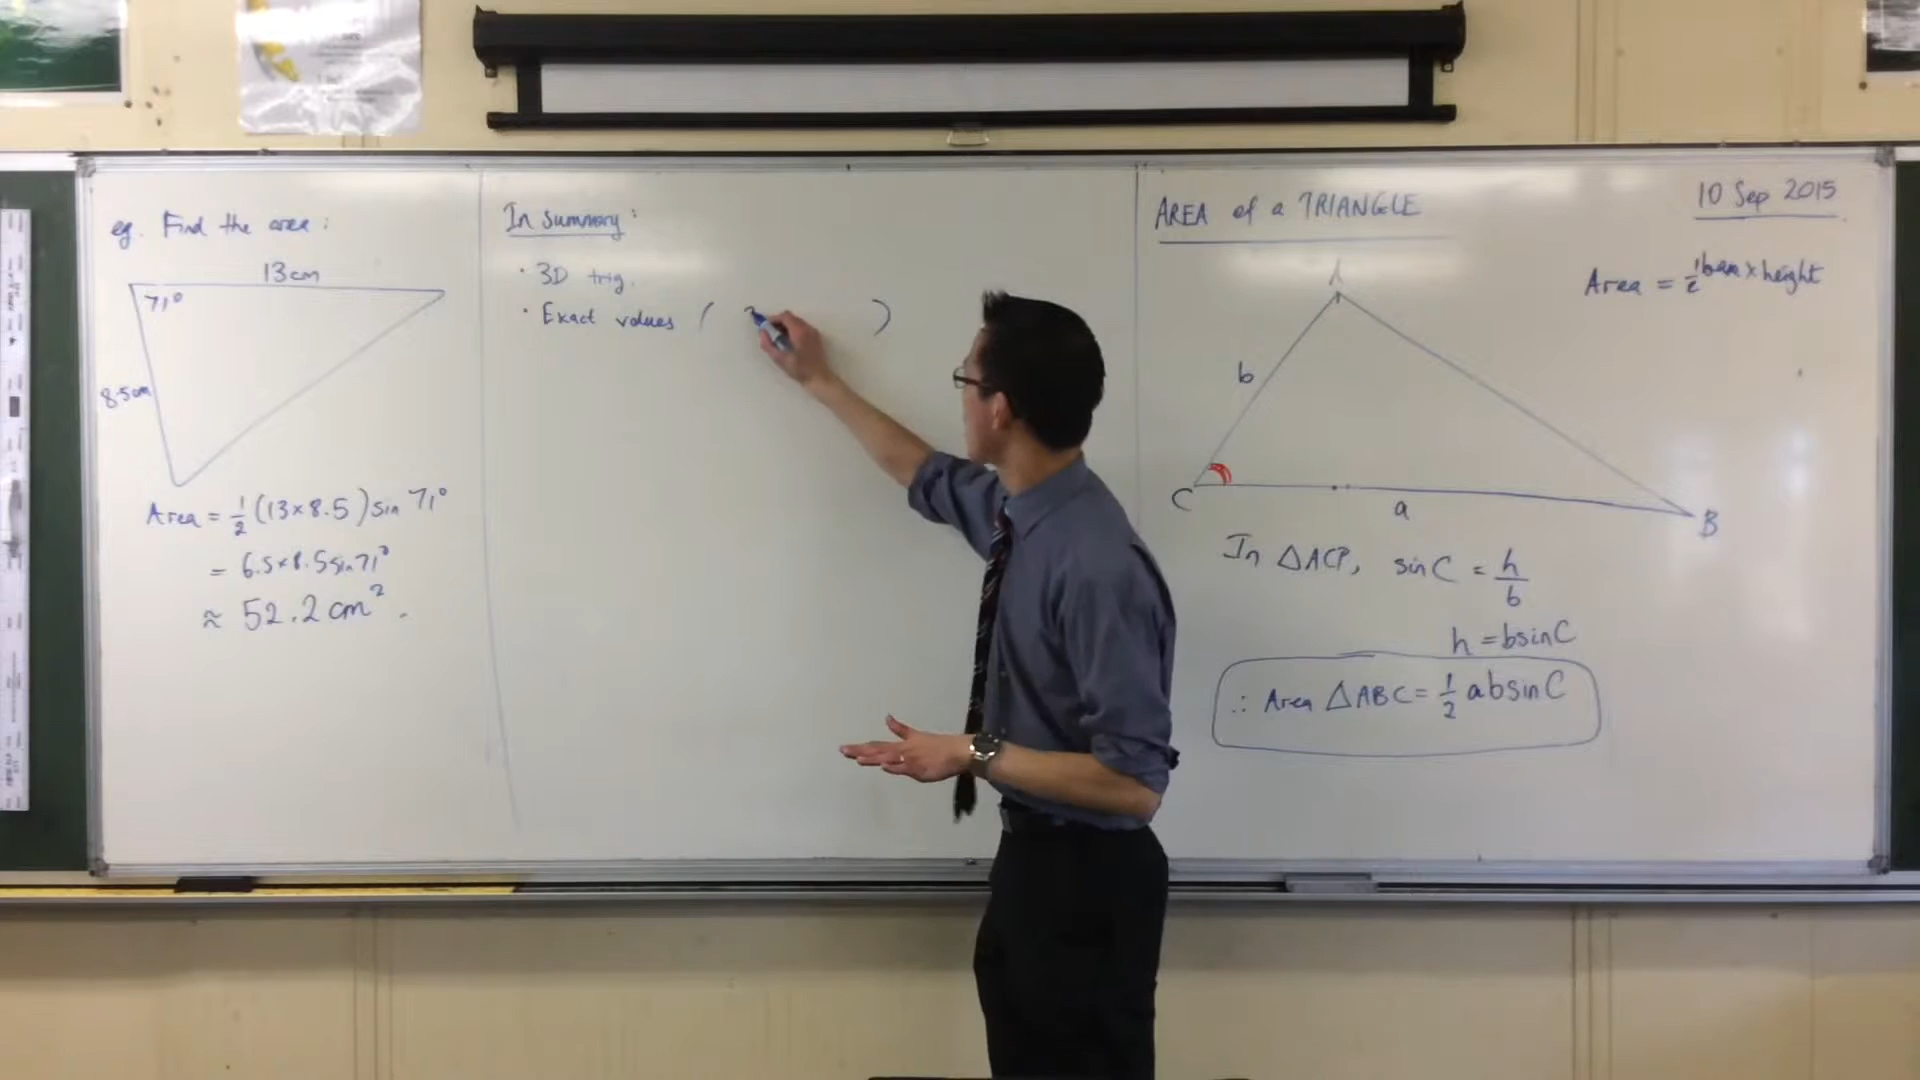 eg. Find the area :
13cm
71°
8.5cm
Area = 1/2 (13×8.5) sin 71°
= 6.5×8.5 sin 71°
≈ 52.2 cm² .
In summary :
· 3D trig.
· Exact values (          )
AREA of a TRIANGLE
10 Sep 2015
Area = 1/2 base × height
A
b
C
a
B
In △ACP, sin C = h/b
h = b sin C
∴ Area △ABC = 1/2 ab sin C